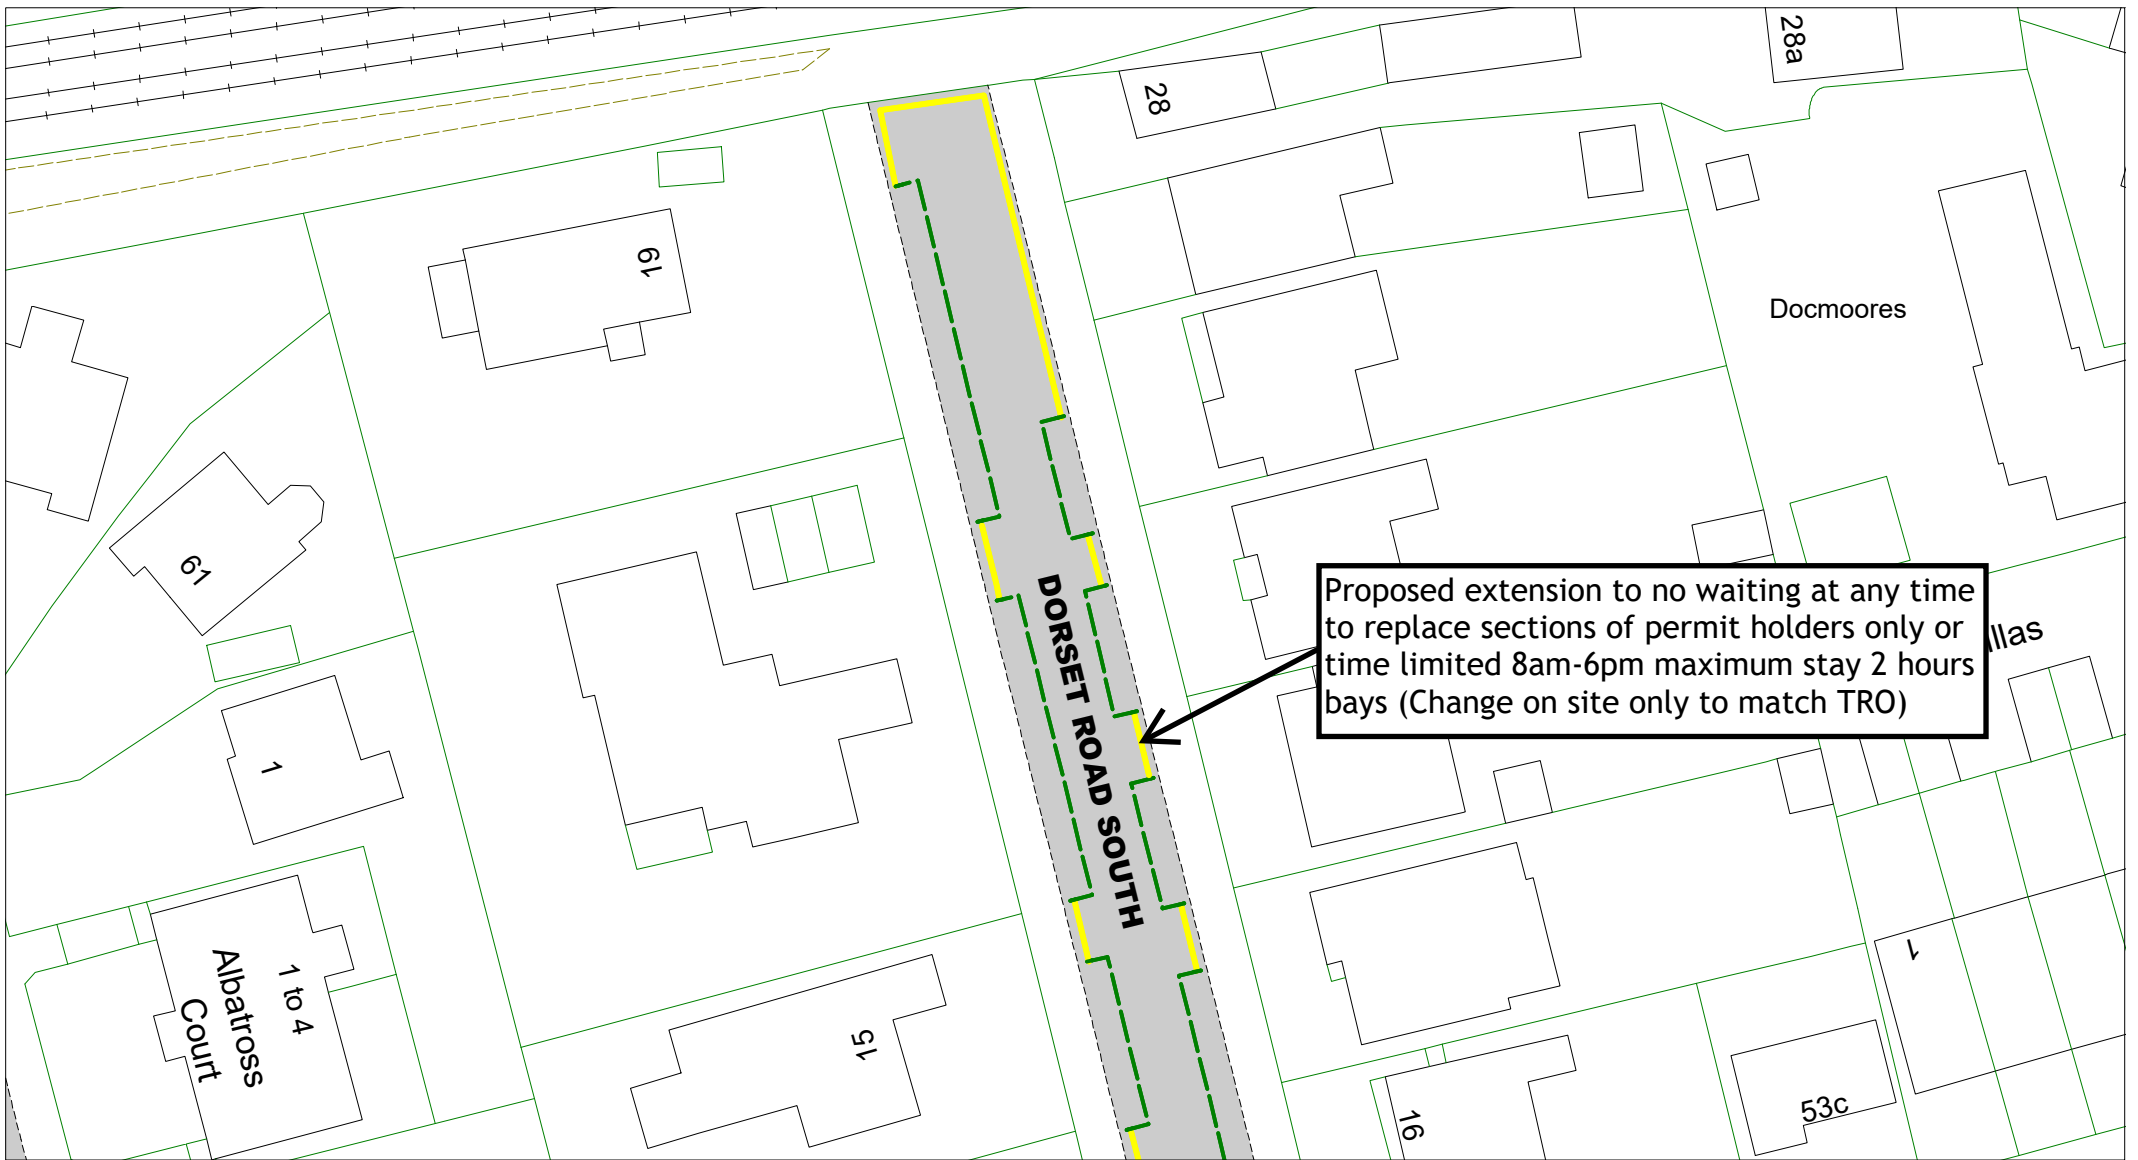 28
28a
19
Docmoores
61
Proposed extension to no waiting at any time
to replace sections of permit holders only or
time limited 8am-6pm maximum stay 2 hours
bays (Change on site only to match TRO)
illas
DORSET ROAD SOUTH
1
1 to 4
Albatross
Court
15
1
16
53c